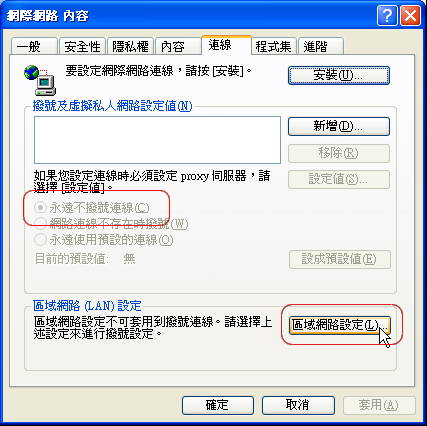 網際網路 內容
一般 安全性 隱私權 內容 連線 程式集 進階
要設定網際網路連線，請按 [安裝]。
安裝(U)...
撥號及虛擬私人網路設定值(N)
新增(D)...
移除(R)
如果您設定連線時必須設定 proxy 伺服器，請
選擇 [設定值]。
設定值(S)...
永遠不撥號連線(C)
網路連線不存在時撥號(W)
永遠使用預設的連線(O)
目前的預設值: 無
設成預設值(E)
區域網路 (LAN) 設定
區域網路設定不可套用到撥號連線。請選擇上
述設定來進行撥號設定。
區域網路設定(L)...
確定 取消 套用(A)